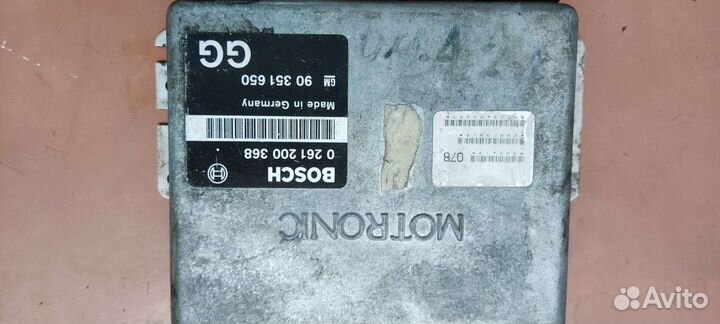 BOSCH
0 261 200 368
Made in Germany
GM 90 351 650
GG
078
MOTRONIC
Avito